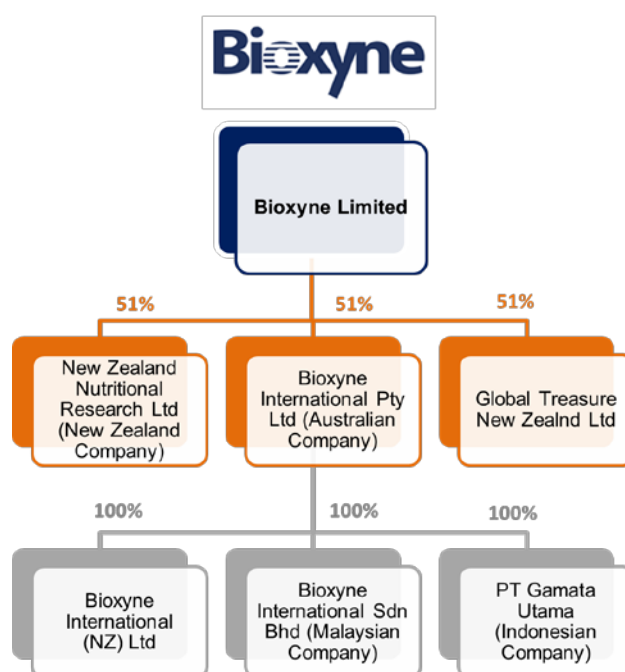 Bioxyne
Bioxyne Limited
51%
51%
51%
New Zealand
Nutritional
Research Ltd
(New Zealand
Company)
Bioxyne
International Pty
Ltd (Australian
Company)
Global Treasure
New Zealnd Ltd
100%
100%
100%
Bioxyne
International
(NZ) Ltd
Bioxyne
International Sdn
Bhd (Malaysian
Company)
PT Gamata
Utama
(Indonesian
Company)